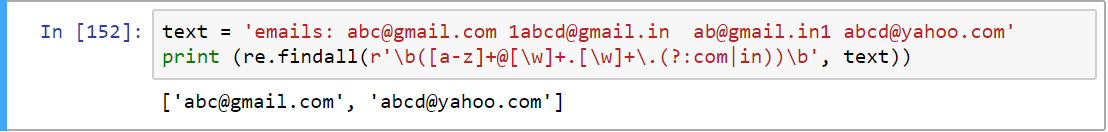 In [152]: text = 'emails: abc@gmail.com 1abcd@gmail.in  ab@gmail.in1 abcd@yahoo.com'
print (re.findall(r'\b([a-z]+@[\w]+.[\w]+\.(?:com|in))\b', text))
['abc@gmail.com', 'abcd@yahoo.com']